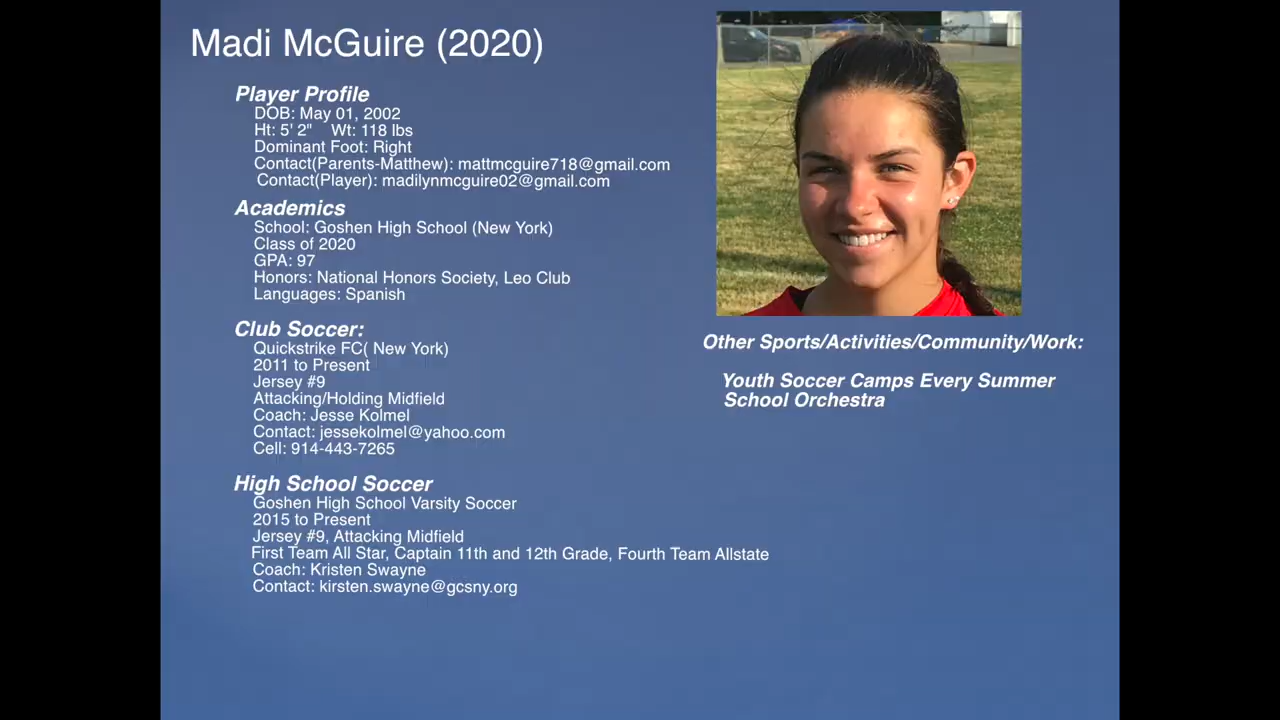 Madi McGuire (2020)
Player Profile
DOB: May 01, 2002
Ht: 5' 2" Wt: 118 lbs
Dominant Foot: Right
Contact(Parents-Matthew): mattmcguire718@gmail.com
Contact(Player): madilynmcguire02@gmail.com
Academics
School: Goshen High School (New York)
Class of 2020
GPA: 97
Honors: National Honors Society, Leo Club
Languages: Spanish
Club Soccer:
Quickstrike FC( New York)
2011 to Present
Jersey #9
Attacking/Holding Midfield
Coach: Jesse Kolmel
Contact: jessekolmel@yahoo.com
Cell: 914-443-7265
High School Soccer
Goshen High School Varsity Soccer
2015 to Present
Jersey #9, Attacking Midfield
First Team All Star, Captain 11th and 12th Grade, Fourth Team Allstate
Coach: Kristen Swayne
Contact: kirsten.swayne@gcsny.org
Other Sports/Activities/Community/Work:
Youth Soccer Camps Every Summer
School Orchestra